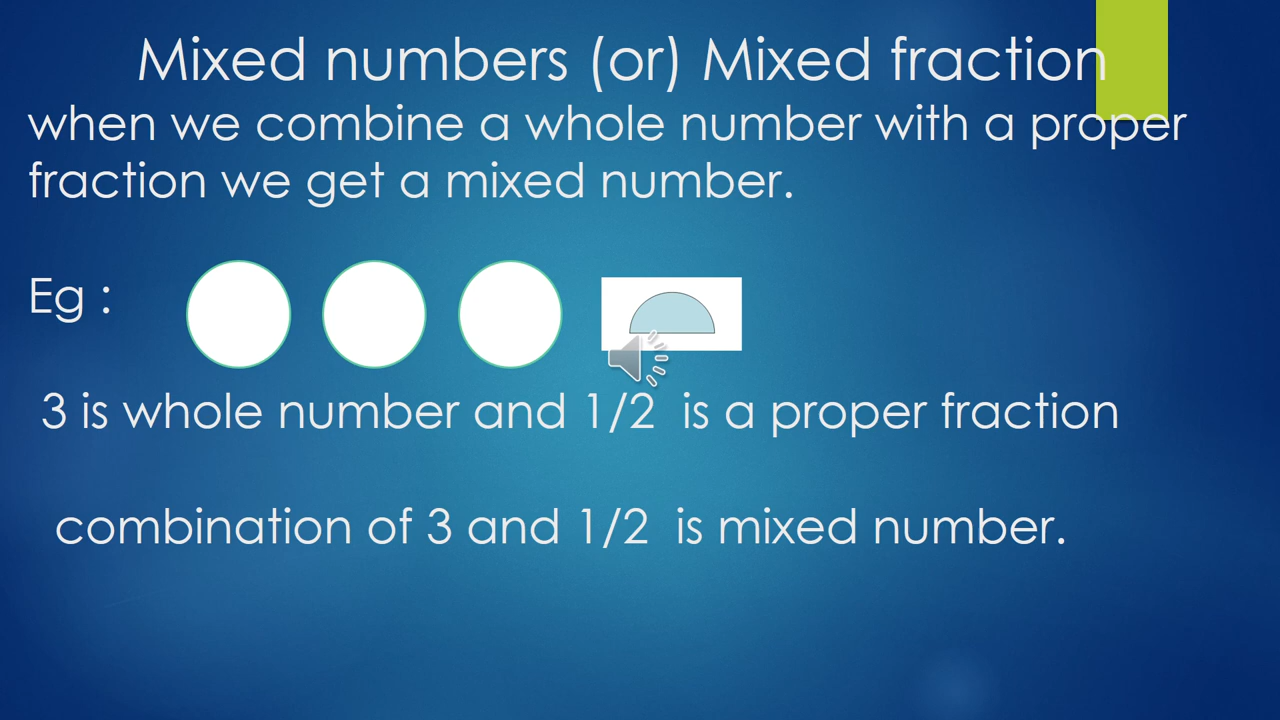 Mixed numbers (or) Mixed fraction
when we combine a whole number with a proper
fraction we get a mixed number.
Eg :
3 is whole number and 1/2 is a proper fraction
combination of 3 and 1/2 is mixed number.